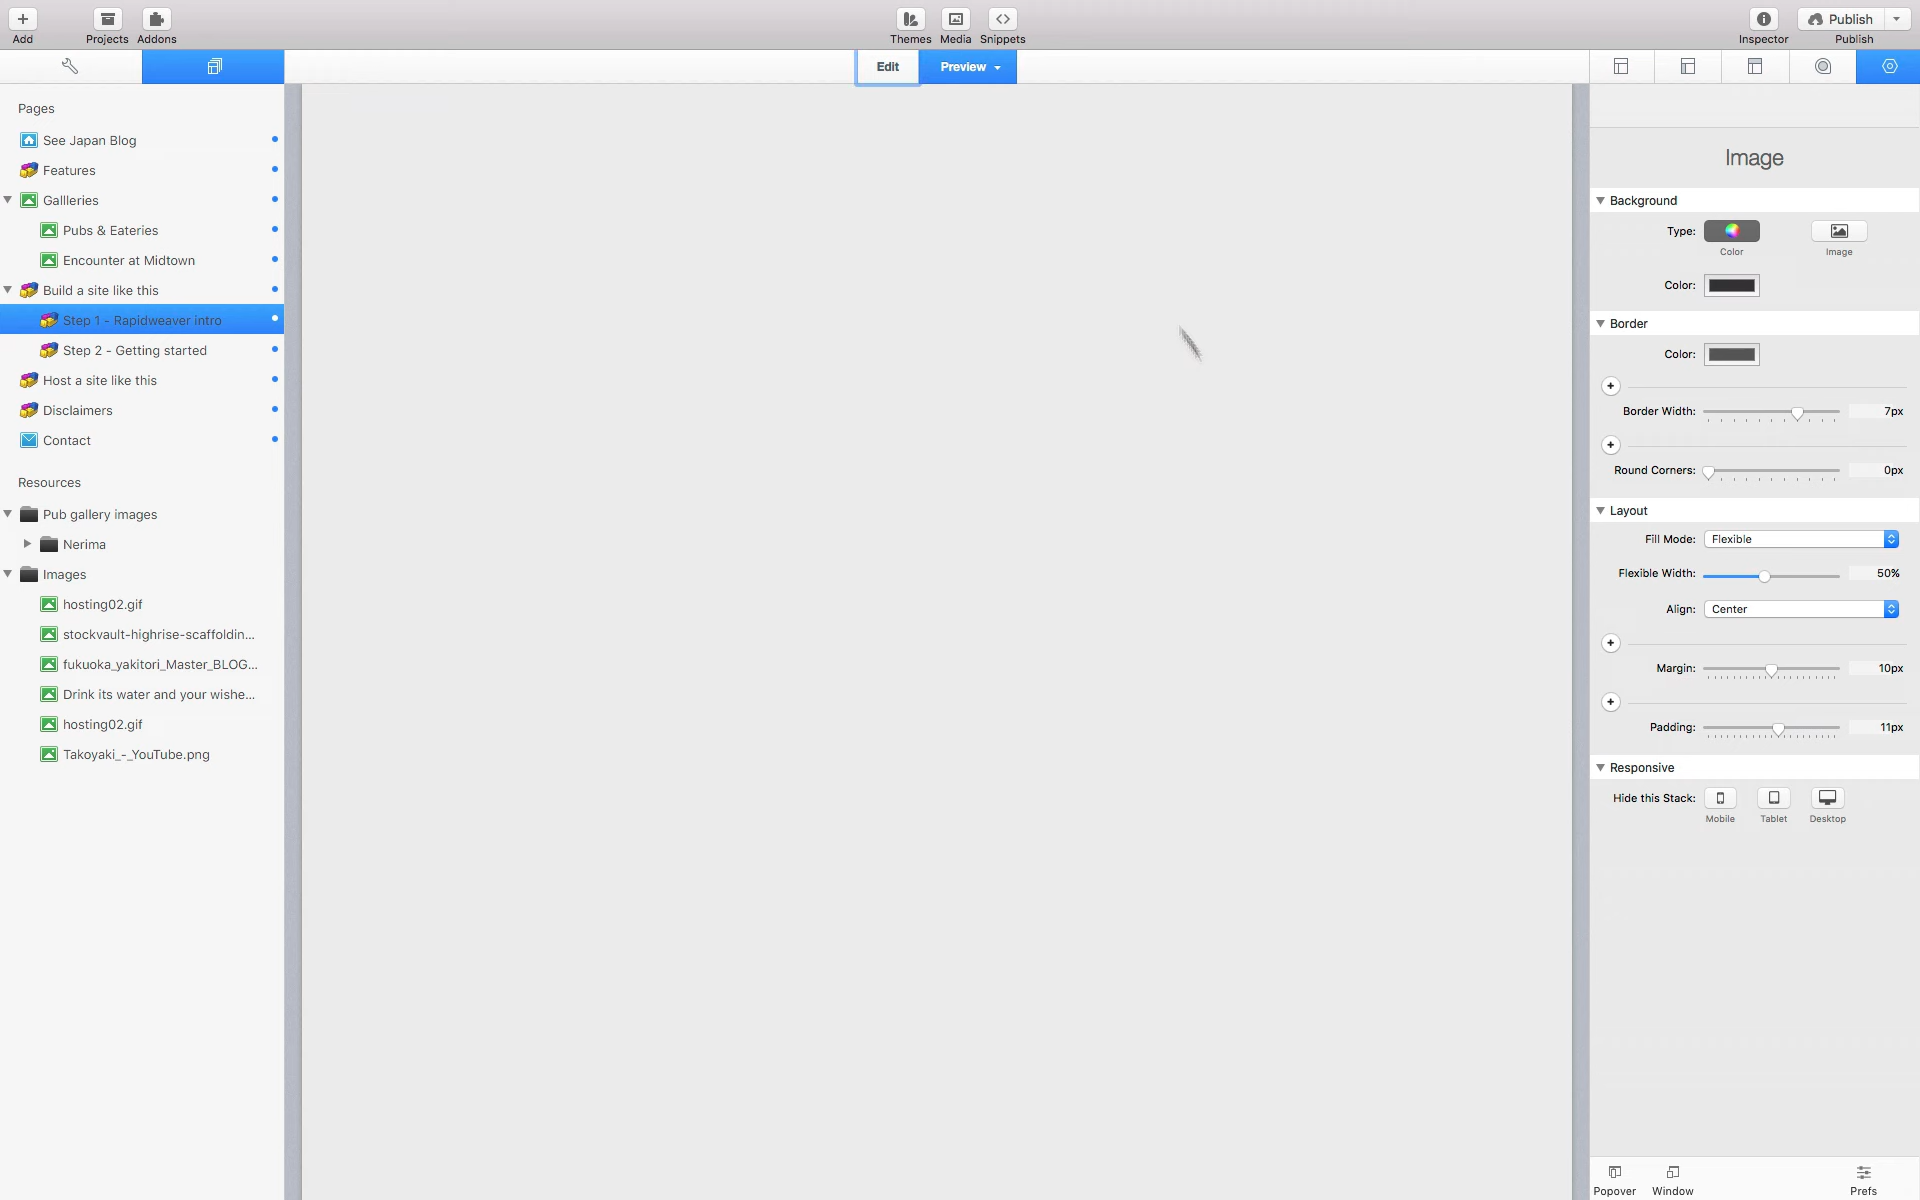 Add
Projects
Addons
Themes
Media
Snippets
Inspector
Publish
Publish
Edit
Preview
Pages
See Japan Blog
Features
Gallleries
Pubs & Eateries
Encounter at Midtown
Build a site like this
Step 1 - Rapidweaver intro
Step 2 - Getting started
Host a site like this
Disclaimers
Contact
Resources
Pub gallery images
Nerima
Images
hosting02.gif
stockvault-highrise-scaffoldin...
fukuoka_yakitori_Master_BLOG...
Drink its water and your wishe...
hosting02.gif
Takoyaki_-_YouTube.png
Image
Background
Type:
Color
Image
Color:
Border
Color:
Border Width: 7px
Round Corners: 0px
Layout
Fill Mode: Flexible
Flexible Width: 50%
Align: Center
Margin: 10px
Padding: 11px
Responsive
Hide this Stack:
Mobile
Tablet
Desktop
Popover
Window
Prefs